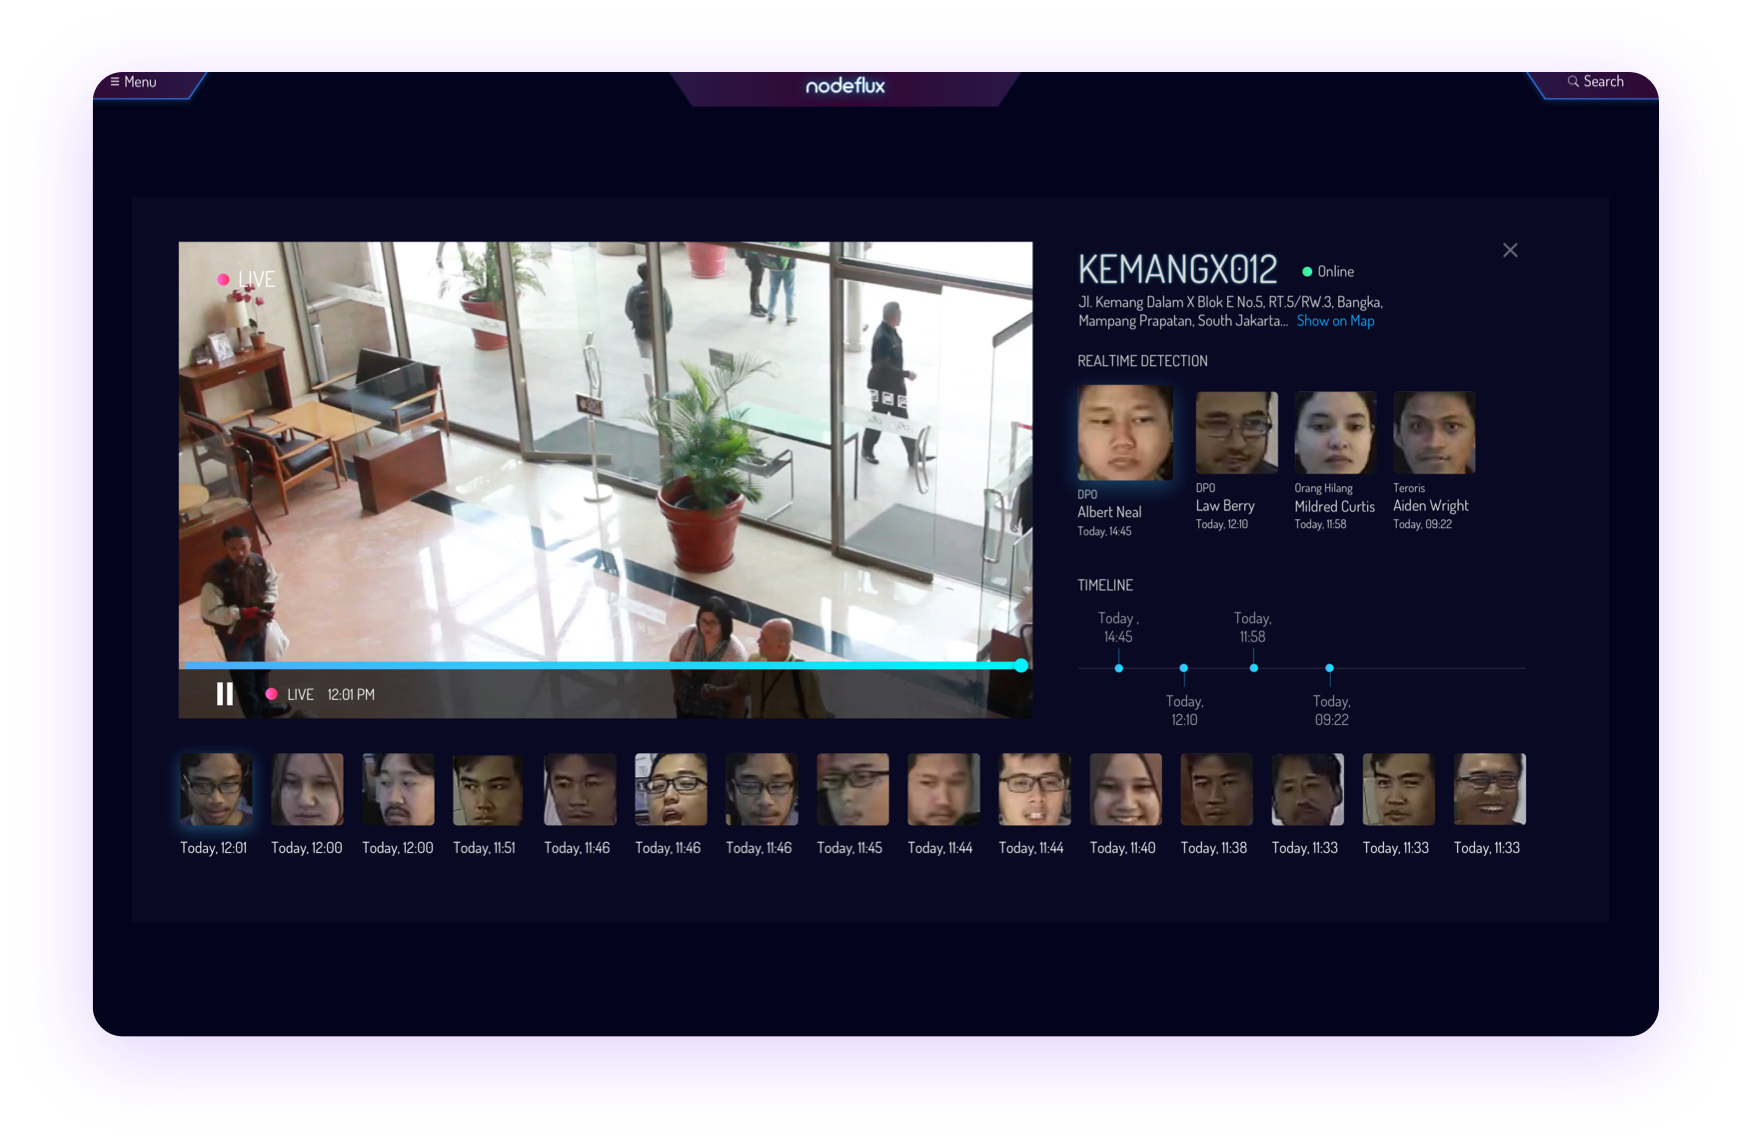 Menu
nodeflux
Search
LIVE
KEMANGX012
Online
Jl. Kemang Dalam X Blok E No.5, RT.5/RW.3, Bangka,
Mampang Prapatan, South Jakarta... Show on Map
REALTIME DETECTION
DPO
Albert Neal
Today, 14:45
DPO
Law Berry
Today, 12:10
Orang Hilang
Mildred Curtis
Today, 11:58
Teroris
Aiden Wright
Today, 09:22
TIMELINE
Today ,
14:45
Today,
12:10
Today,
11:58
Today,
09:22
LIVE 12:01 PM
Today, 12:01
Today, 12:00
Today, 12:00
Today, 11:51
Today, 11:46
Today, 11:46
Today, 11:46
Today, 11:45
Today, 11:44
Today, 11:44
Today, 11:40
Today, 11:38
Today, 11:33
Today, 11:33
Today, 11:33